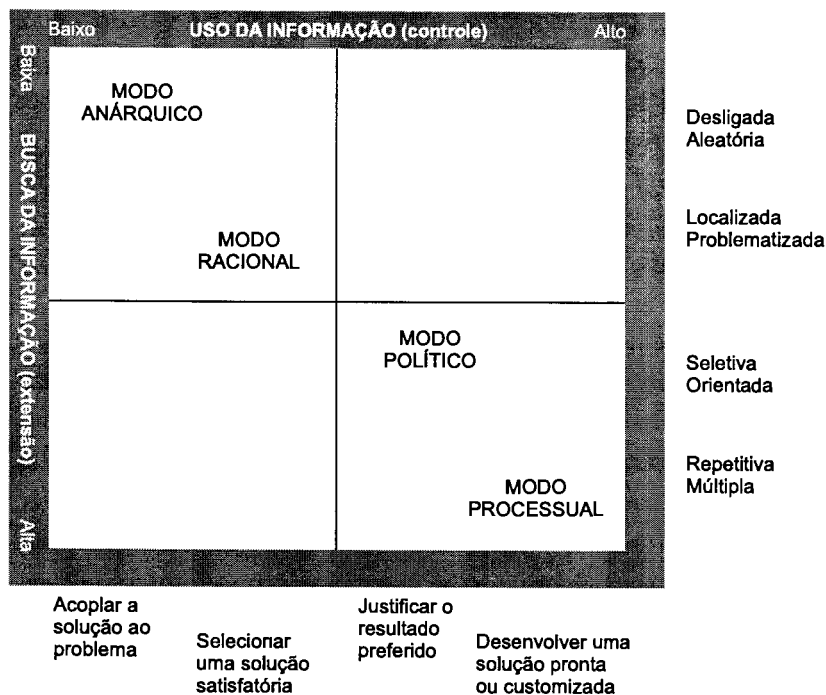 Baixo USO DA INFORMAÇÃO (controle) Alto
Baixa
BUSCA DA INFORMAÇÃO (extensão)
Alta
MODO
ANÁRQUICO
MODO
RACIONAL
MODO
POLÍTICO
MODO
PROCESSUAL
Desligada
Aleatória
Localizada
Problematizada
Seletiva
Orientada
Repetitiva
Múltipla
Acoplar a
solução ao
problema
Selecionar
uma solução
satisfatória
Justificar o
resultado
preferido
Desenvolver uma
solução pronta
ou customizada